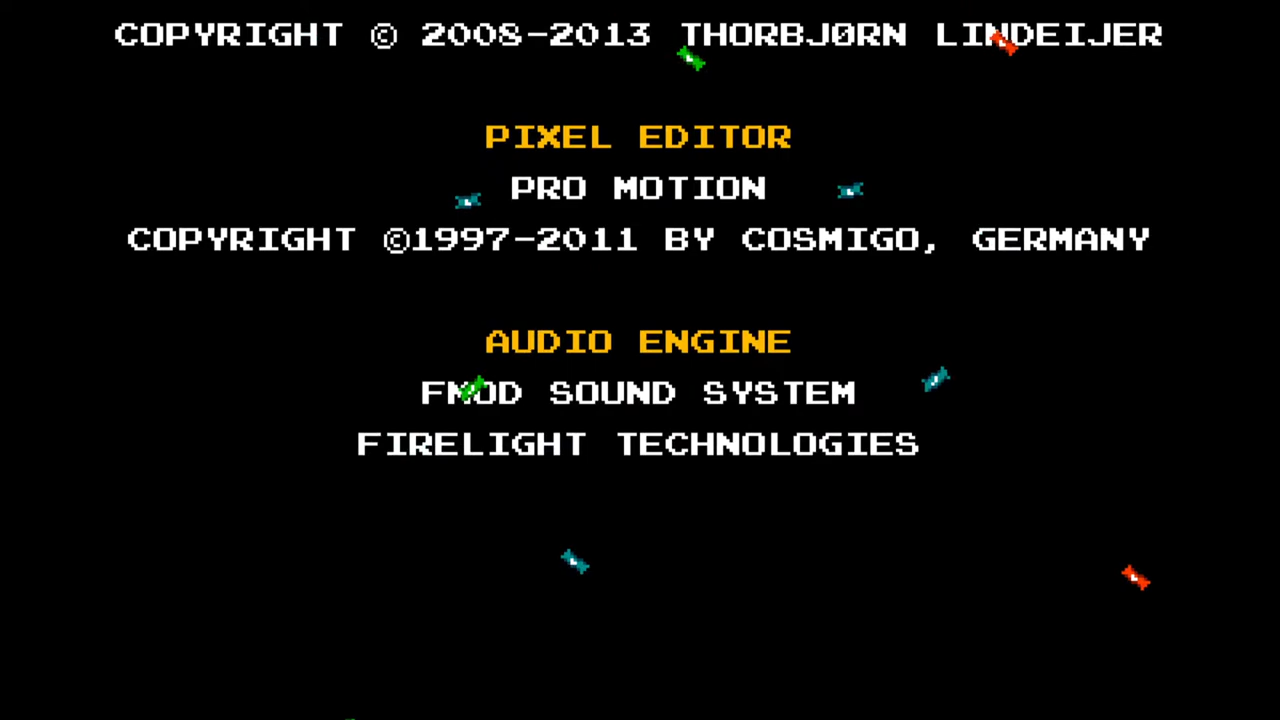 COPYRIGHT © 2008-2013 THORBJØRN LINDEIJER
PIXEL EDITOR
PRO MOTION
COPYRIGHT ©1997-2011 BY COSMIGO, GERMANY
AUDIO ENGINE
FMOD SOUND SYSTEM
FIRELIGHT TECHNOLOGIES